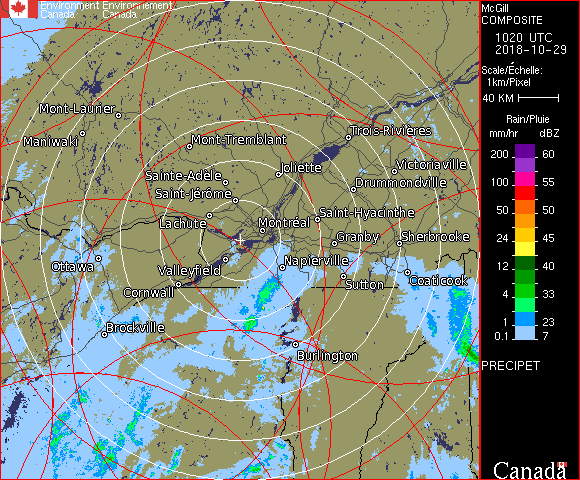 Environment Environnement
Canada Canada
McGill
COMPOSITE
1020 UTC
2018-10-29
Scale/Échelle:
1km/Pixel
40 KM
Rain/Pluie
mm/hr dBZ
200 60
100 55
50 50
24 45
12 40
4 33
1 23
0.1 7
PRECIPET
Canada
Mont-Laurier
Maniwaki
Mont-Tremblant
Trois-Rivières
Sainte-Adèle
Joliette
Victoriaville
Saint-Jérôme
Drummondville
Lachute
Montréal
Saint-Hyacinthe
Granby
Sherbrooke
Ottawa
Valleyfield
Napierville
Cornwall
Sutton
Coaticook
Brockville
Burlington